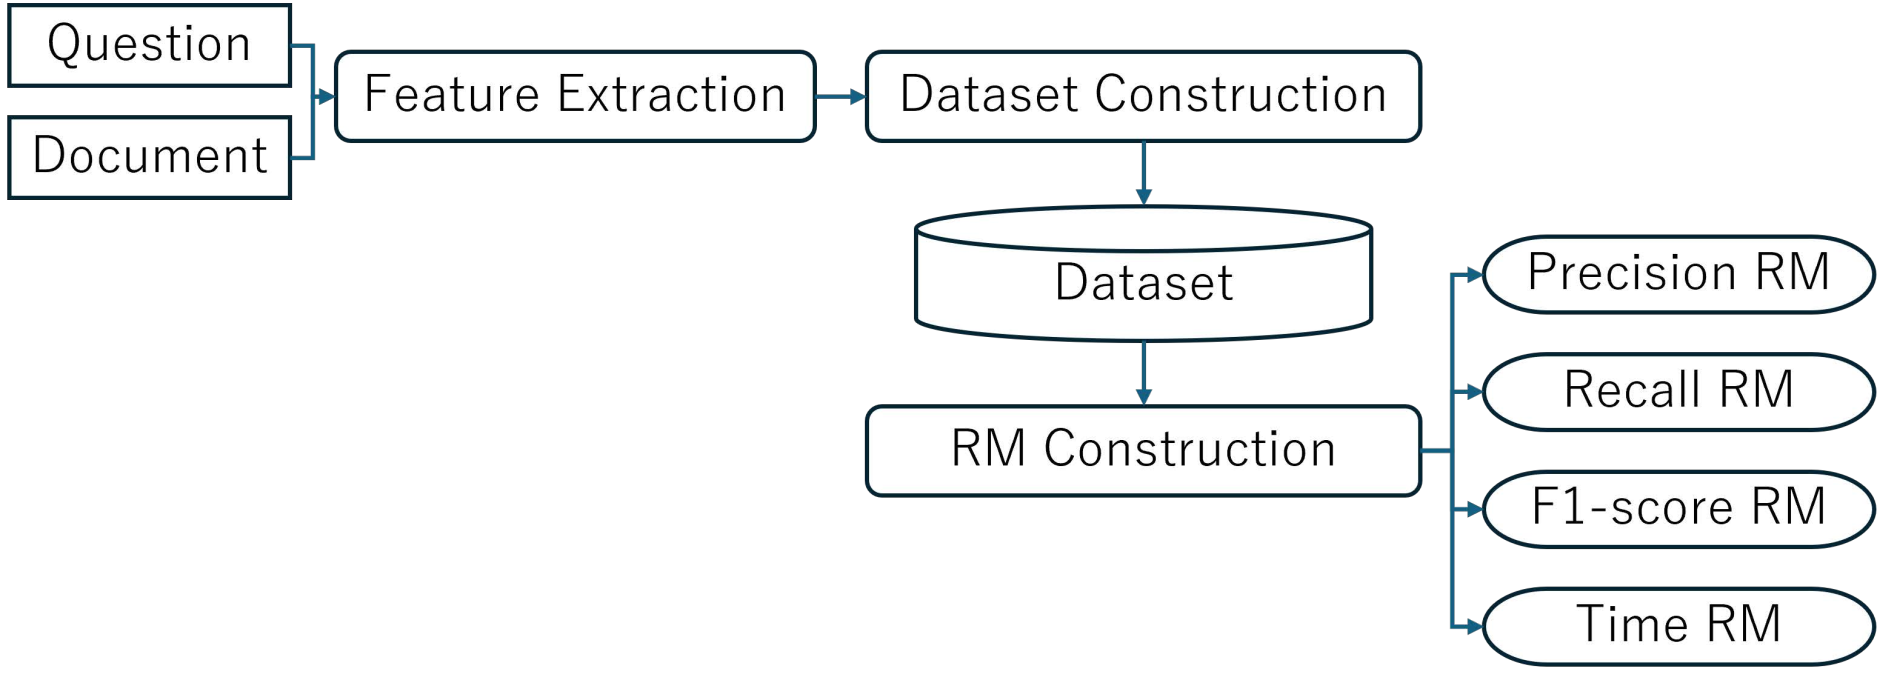 Question
Document
Feature Extraction
Dataset Construction
Dataset
RM Construction
Precision RM
Recall RM
F1-score RM
Time RM